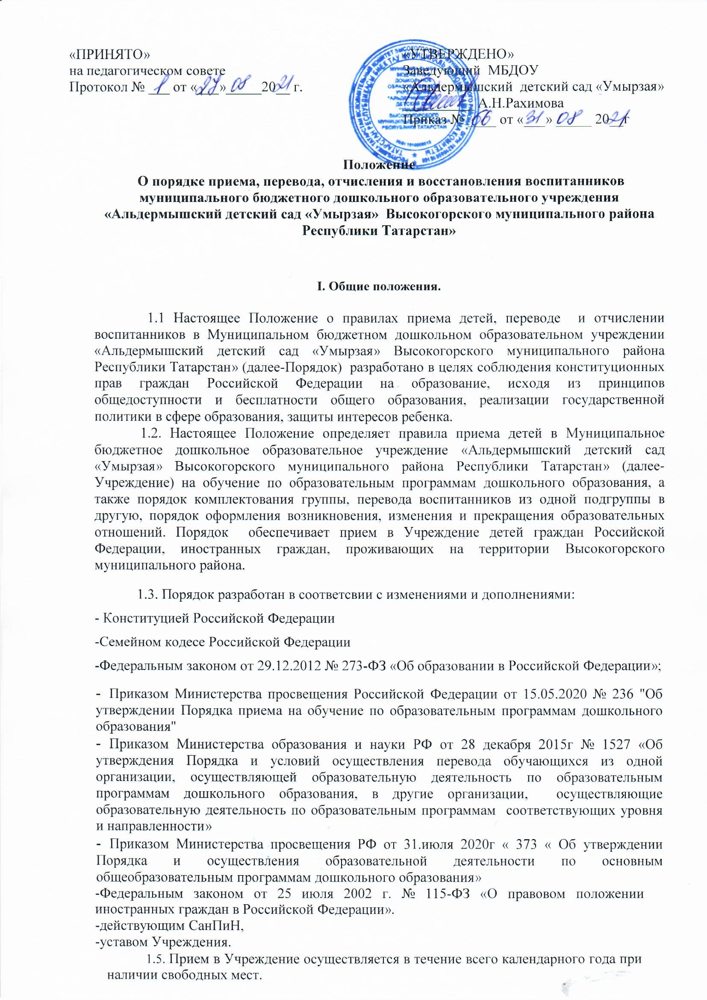 «ПРИНЯТО»
на педагогическом совете
Протокол № 1 от «27» 08 2021 г.
«УТВЕРЖДЕНО»
Заведующий МБДОУ
«Альдермышский детский сад «Умырзая»
А.Н.Рахимова
Приказ № 66 от «31» 08 2021г
МУНИЦИПАЛЬНОЕ
БЮДЖЕТНОЕ
ДОШКОЛЬНОЕ
ОБРАЗОВАТЕЛЬНОЕ
УЧРЕЖДЕНИЕ
ДЕТСКИЙ САД
ВЫСОКОГОРСКОГО
МУНИЦИПАЛЬНОГО РАЙОНА
РЕСПУБЛИКИ ТАТАРСТАН
Положение
О порядке приема, перевода, отчисления и восстановления воспитанников
муниципального бюджетного дошкольного образовательного учреждения
«Альдермышский детский сад «Умырзая» Высокогорского муниципального района
Республики Татарстан»
I. Общие положения.
1.1 Настоящее Положение о правилах приема детей, переводе и отчислении
воспитанников в Муниципальном бюджетном дошкольном образовательном учреждении
«Альдермышский детский сад «Умырзая» Высокогорского муниципального района
Республики Татарстан» (далее-Порядок) разработано в целях соблюдения конституционных
прав граждан Российской Федерации на образование, исходя из принципов
общедоступности и бесплатности общего образования, реализации государственной
политики в сфере образования, защиты интересов ребенка.
1.2. Настоящее Положение определяет правила приема детей в Муниципальное
бюджетное дошкольное образовательное учреждение «Альдермышский детский сад
«Умырзая» Высокогорского муниципального района Республики Татарстан» (далее-
Учреждение) на обучение по образовательным программам дошкольного образования, а
также порядок комплектования группы, перевода воспитанников из одной подгруппы в
другую, порядок оформления возникновения, изменения и прекращения образовательных
отношений. Порядок обеспечивает прием в Учреждение детей граждан Российской
Федерации, иностранных граждан, проживающих на территории Высокогорского
муниципального района.
1.3. Порядок разработан в соответсвии с изменениями и дополнениями:
- Конституцией Российской Федерации
-Семейном кодесе Российской Федерации
-Федеральным законом от 29.12.2012 № 273-ФЗ «Об образовании в Российской Федерации»;
- Приказом Министерства просвещения Российской Федерации от 15.05.2020 № 236 "Об
утверждении Порядка приема на обучение по образовательным программам дошкольного
образования"
- Приказом Министерства образования и науки РФ от 28 декабря 2015г № 1527 «Об
утверждения Порядка и условий осуществления перевода обучающихся из одной
организации, осуществляющей образовательную деятельность по образовательным
программам дошкольного образования, в другие организации, осуществляющие
образовательную деятельность по образовательным программам соответствующих уровня
и направленности»
- Приказом Министерства просвещения РФ от 31.июля 2020г « 373 « Об утверждении
Порядка и осуществления образовательной деятельности по основным
общеобразовательным программам дошкольного образования»
-Федеральным законом от 25 июля 2002 г. № 115-ФЗ «О правовом положении
иностранных граждан в Российской Федерации».
-действующим СанПиН,
-уставом Учреждения.
1.5. Прием в Учреждение осуществляется в течение всего календарного года при
наличии свободных мест.